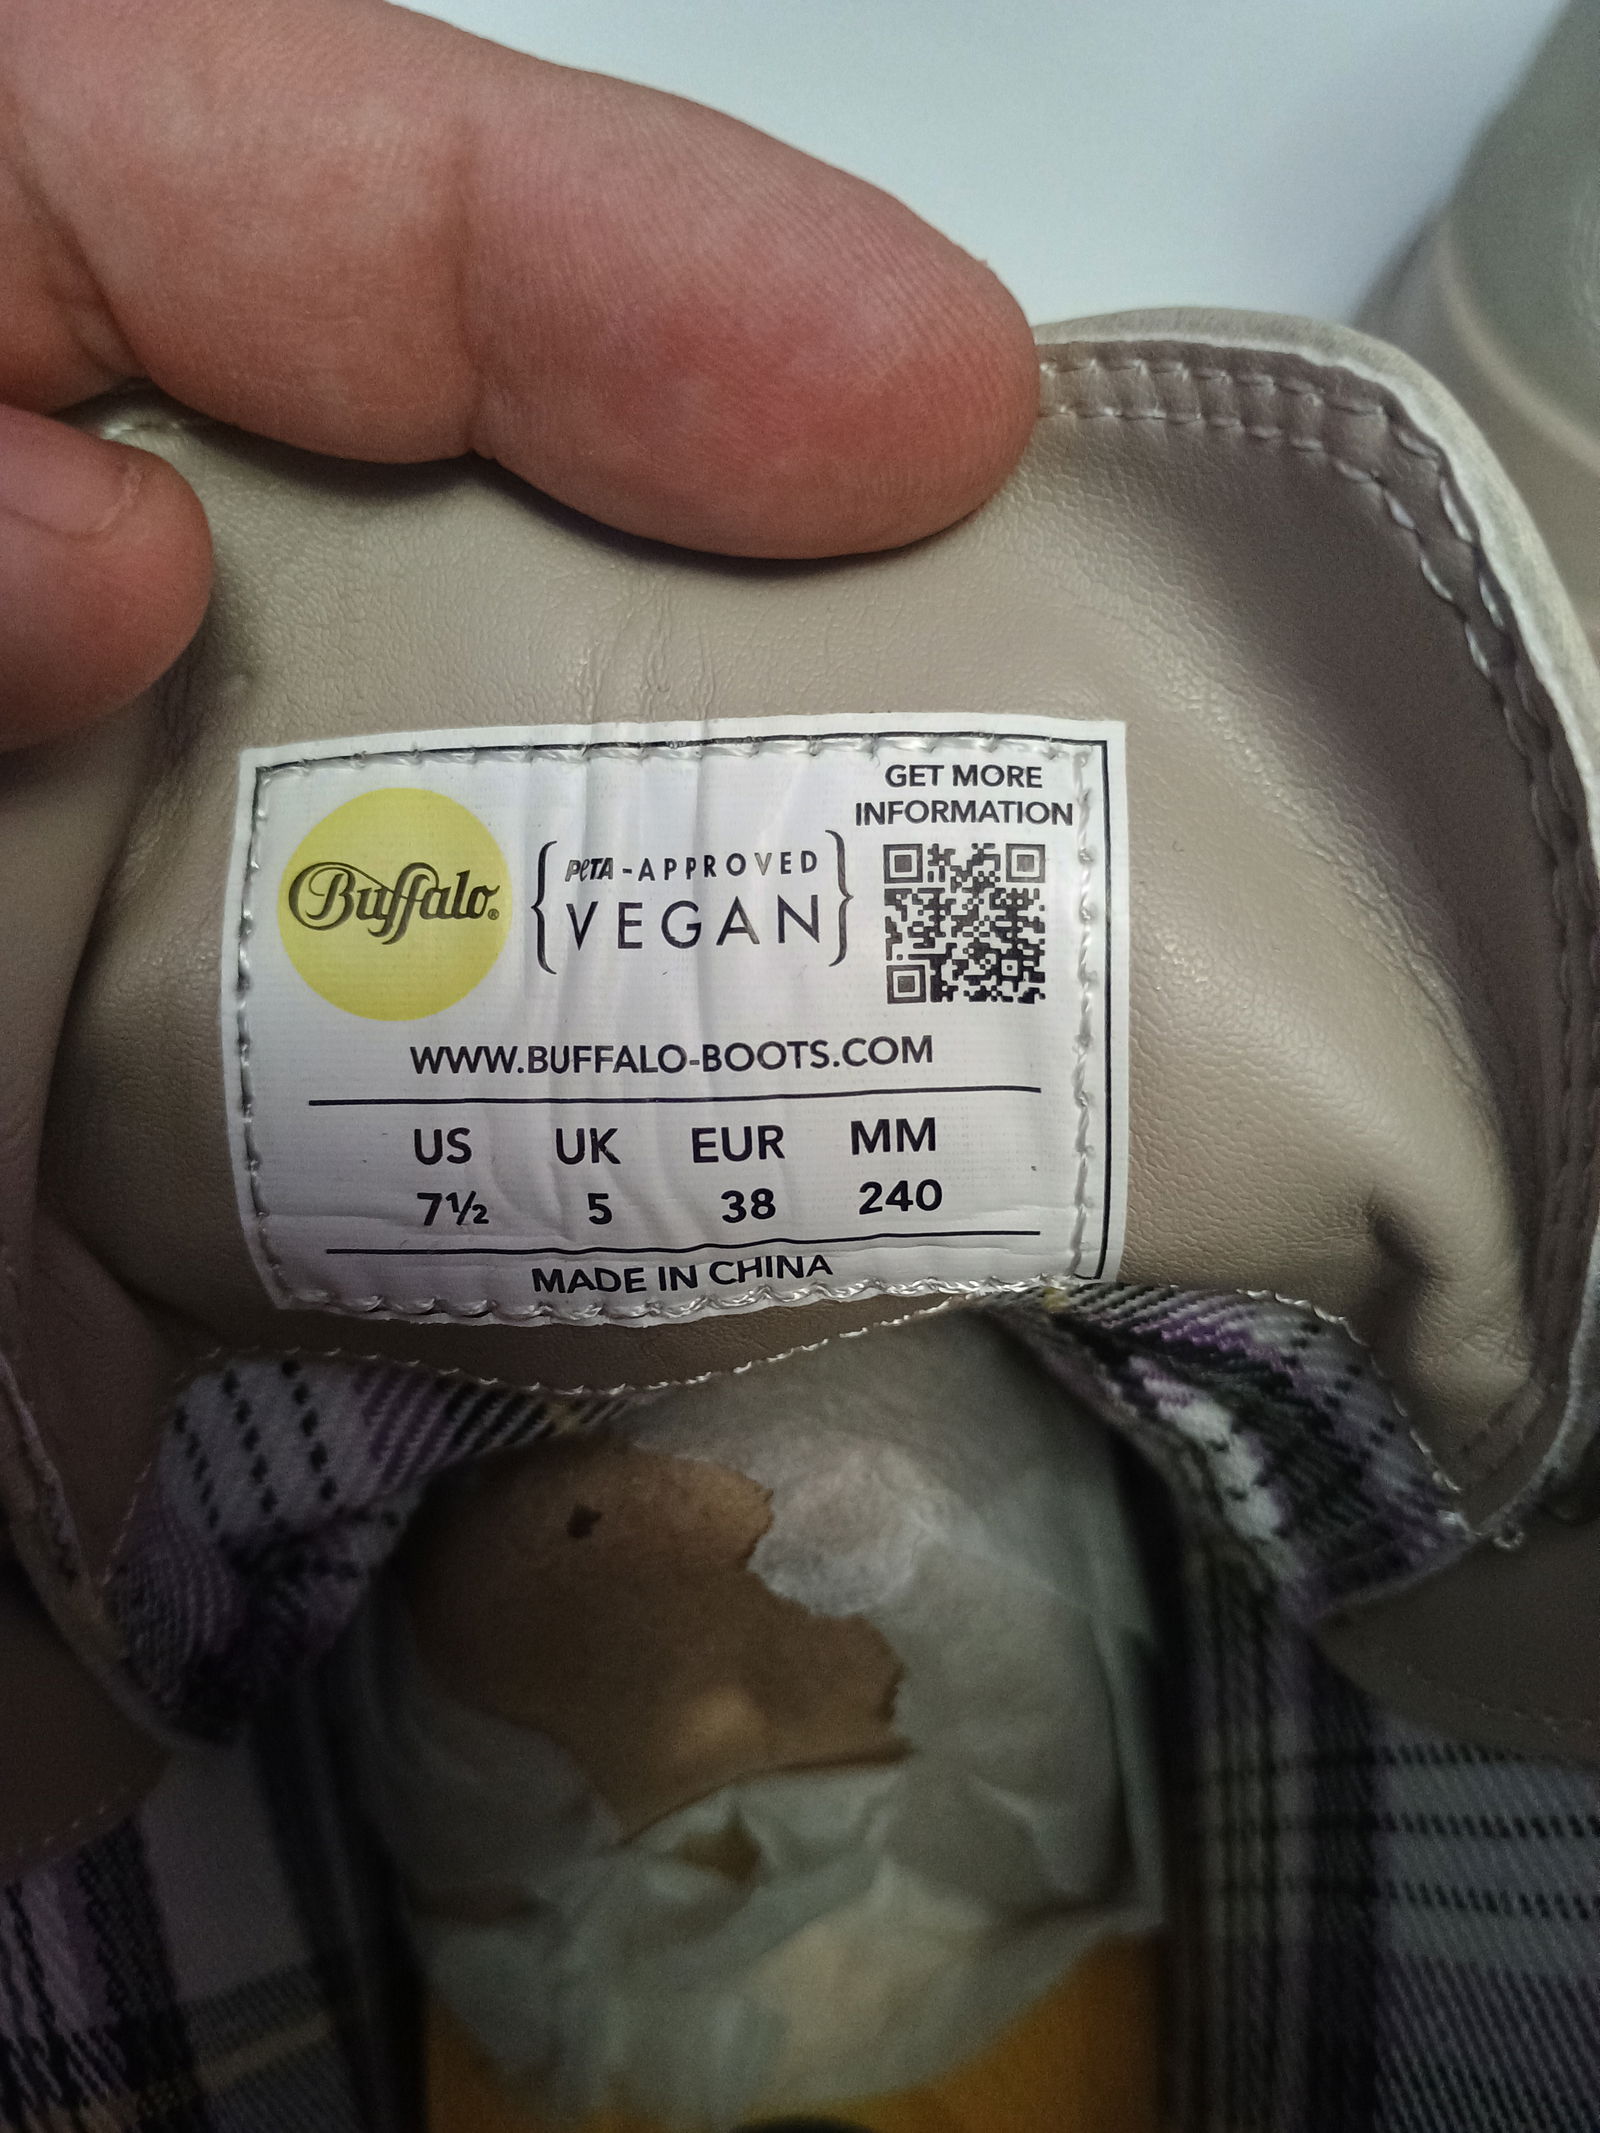 GET MORE
INFORMATION
Buffalo®
PETA-APPROVED
VEGAN
WWW.BUFFALO-BOOTS.COM
US UK EUR MM
7½ 5 38 240
MADE IN CHINA